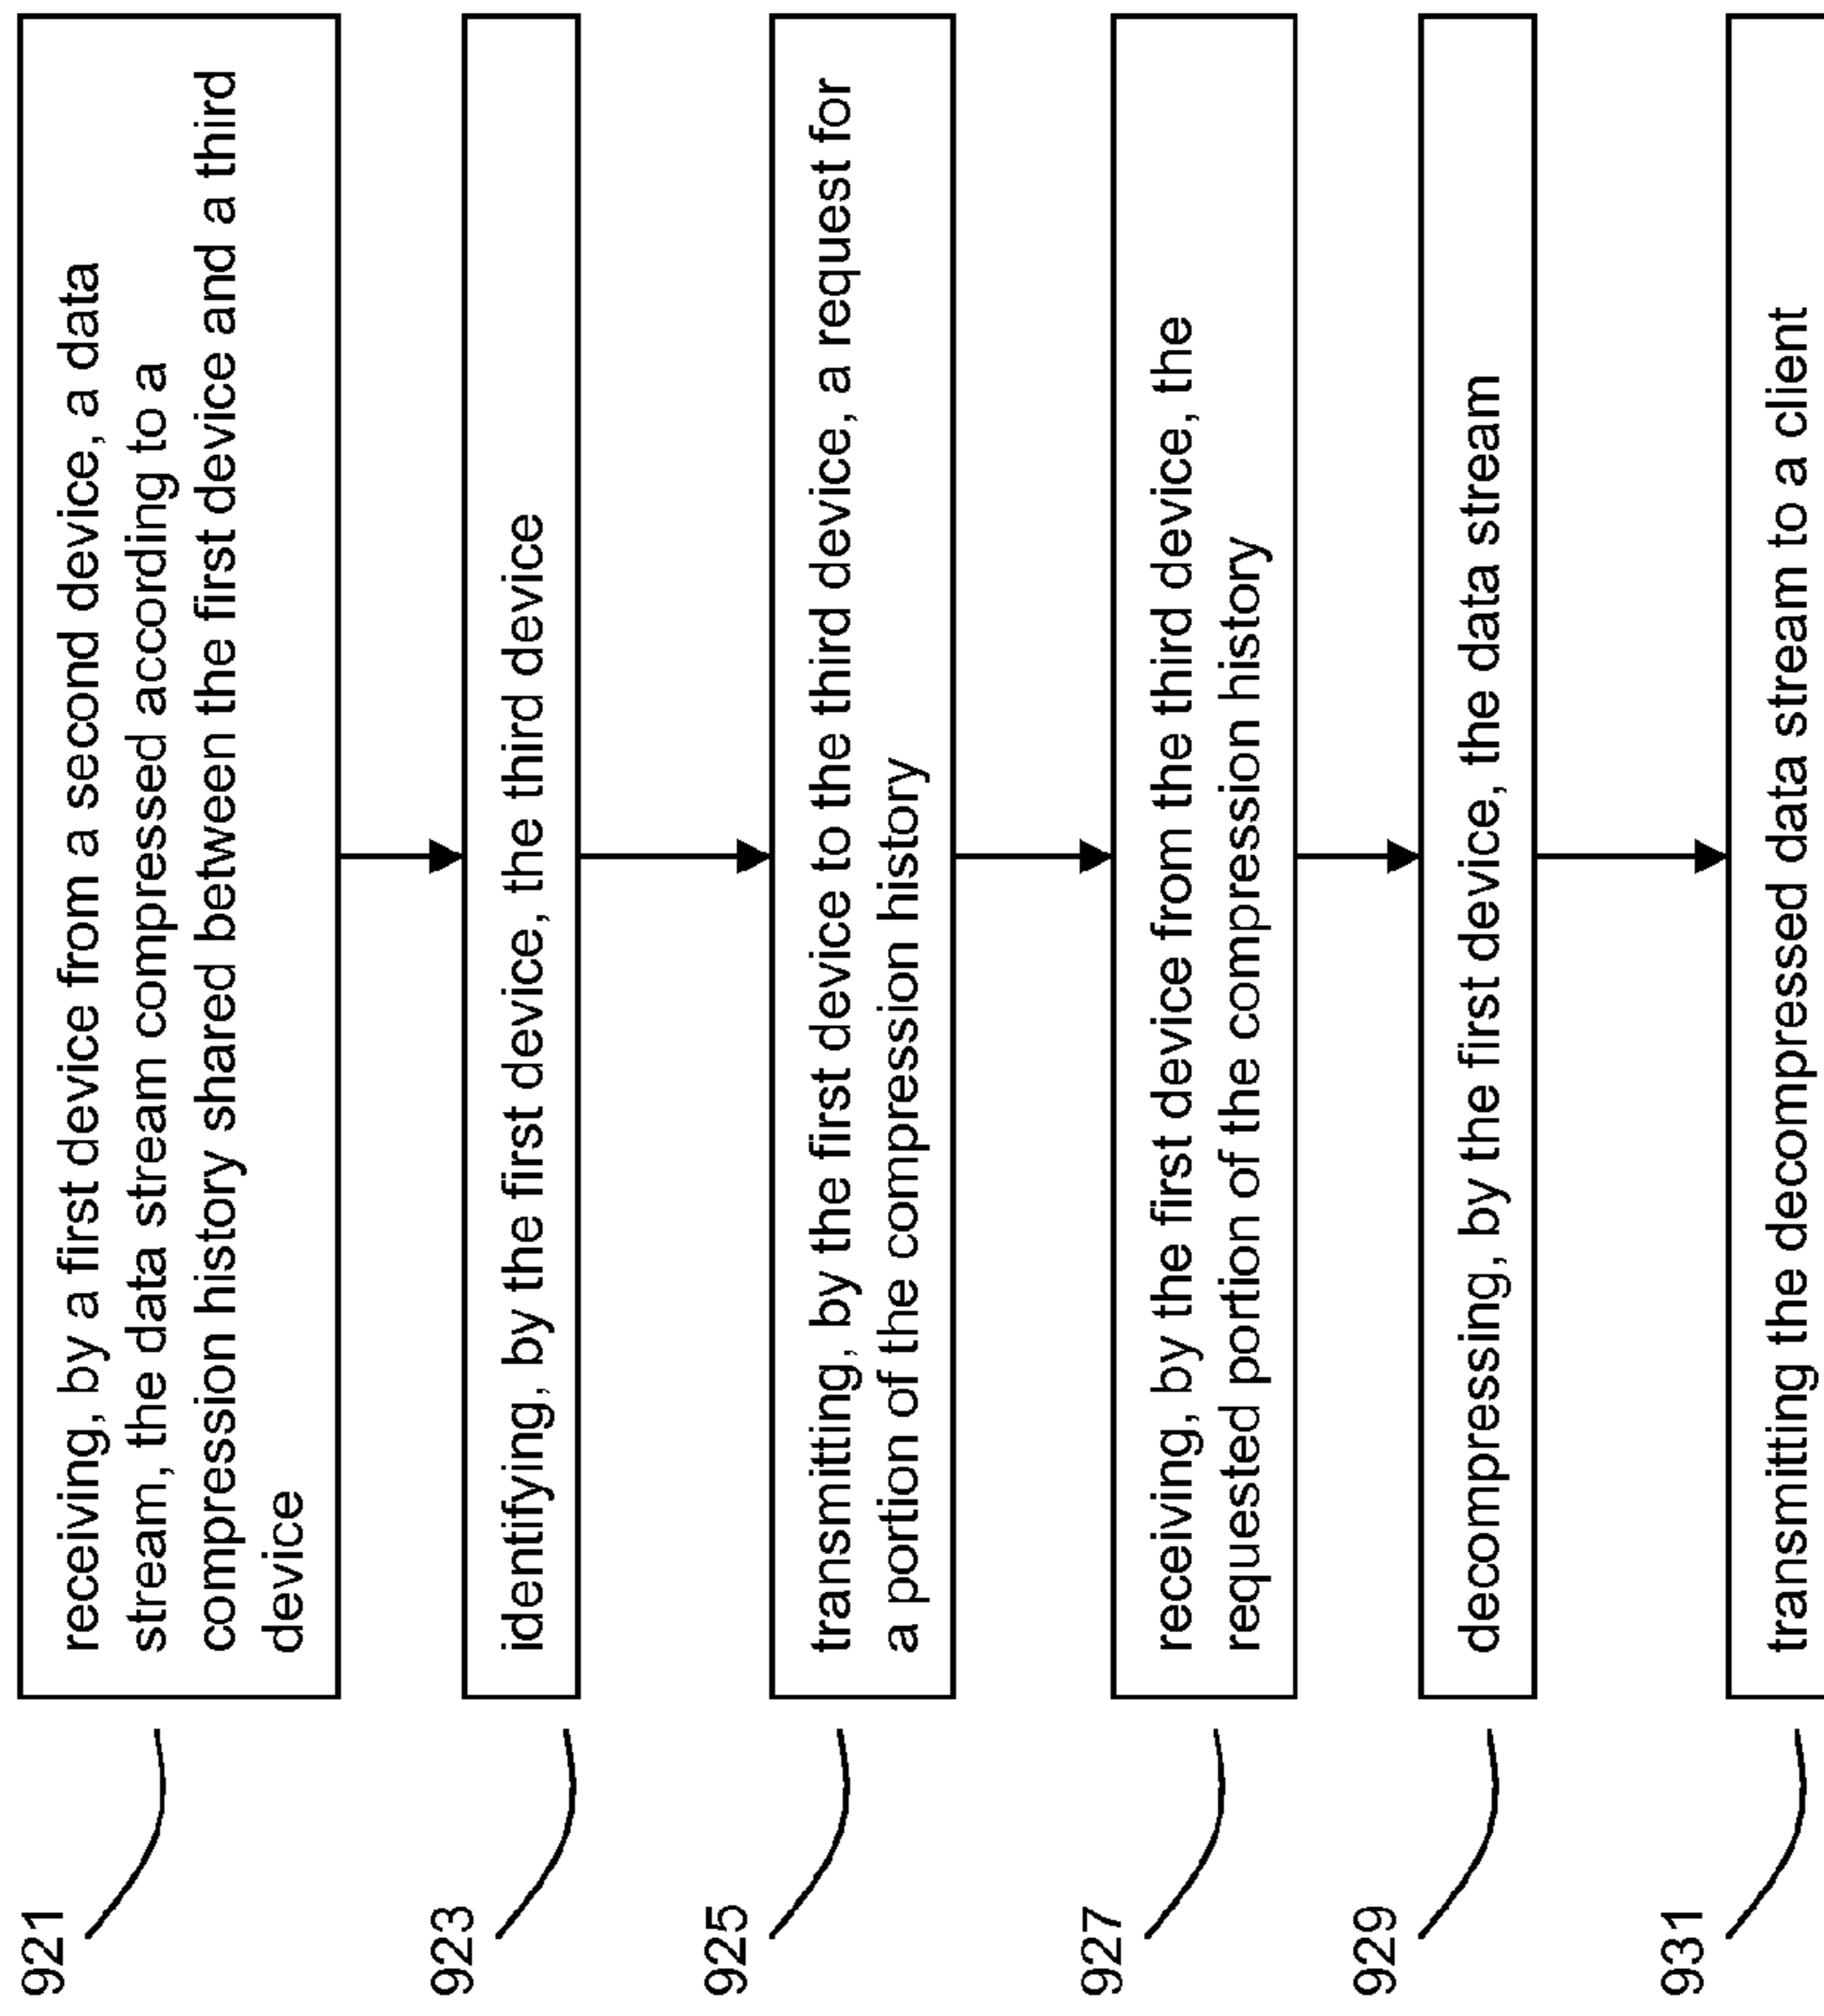 921
receiving, by a first device from a second device, a data
stream, the data stream compressed according to a
compression history shared between the first device and a third
device
923
identifying, by the first device, the third device
925
transmitting, by the first device to the third device, a request for
a portion of the compression history
927
receiving, by the first device from the third device, the
requested portion of the compression history
929
decompressing, by the first device, the data stream
931
transmitting the decompressed data stream to a client